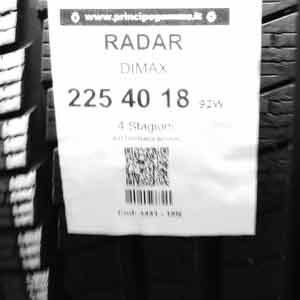 www.principegomme.it
RADAR
DIMAX
225 40 18 92W
4 Stagioni